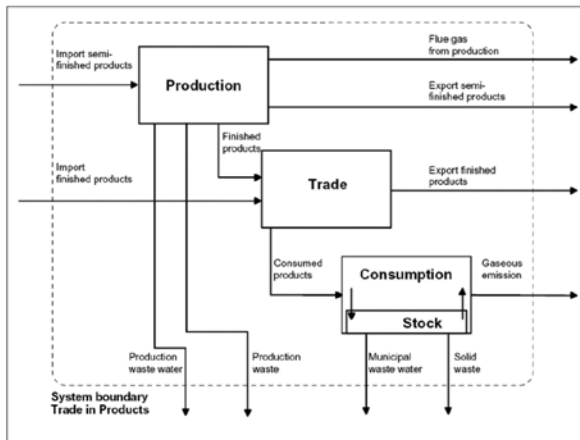 Flue gas
from production
Import semi-
finished products
Production
Export semi-
finished products
Finished
products
Import
finished products
Trade
Export finished
products
Consumed
products
Consumption
Gaseous
emission
Stock
Production
waste water
Production
waste
Municipal
waste water
Solid
waste
System boundary
Trade in Products